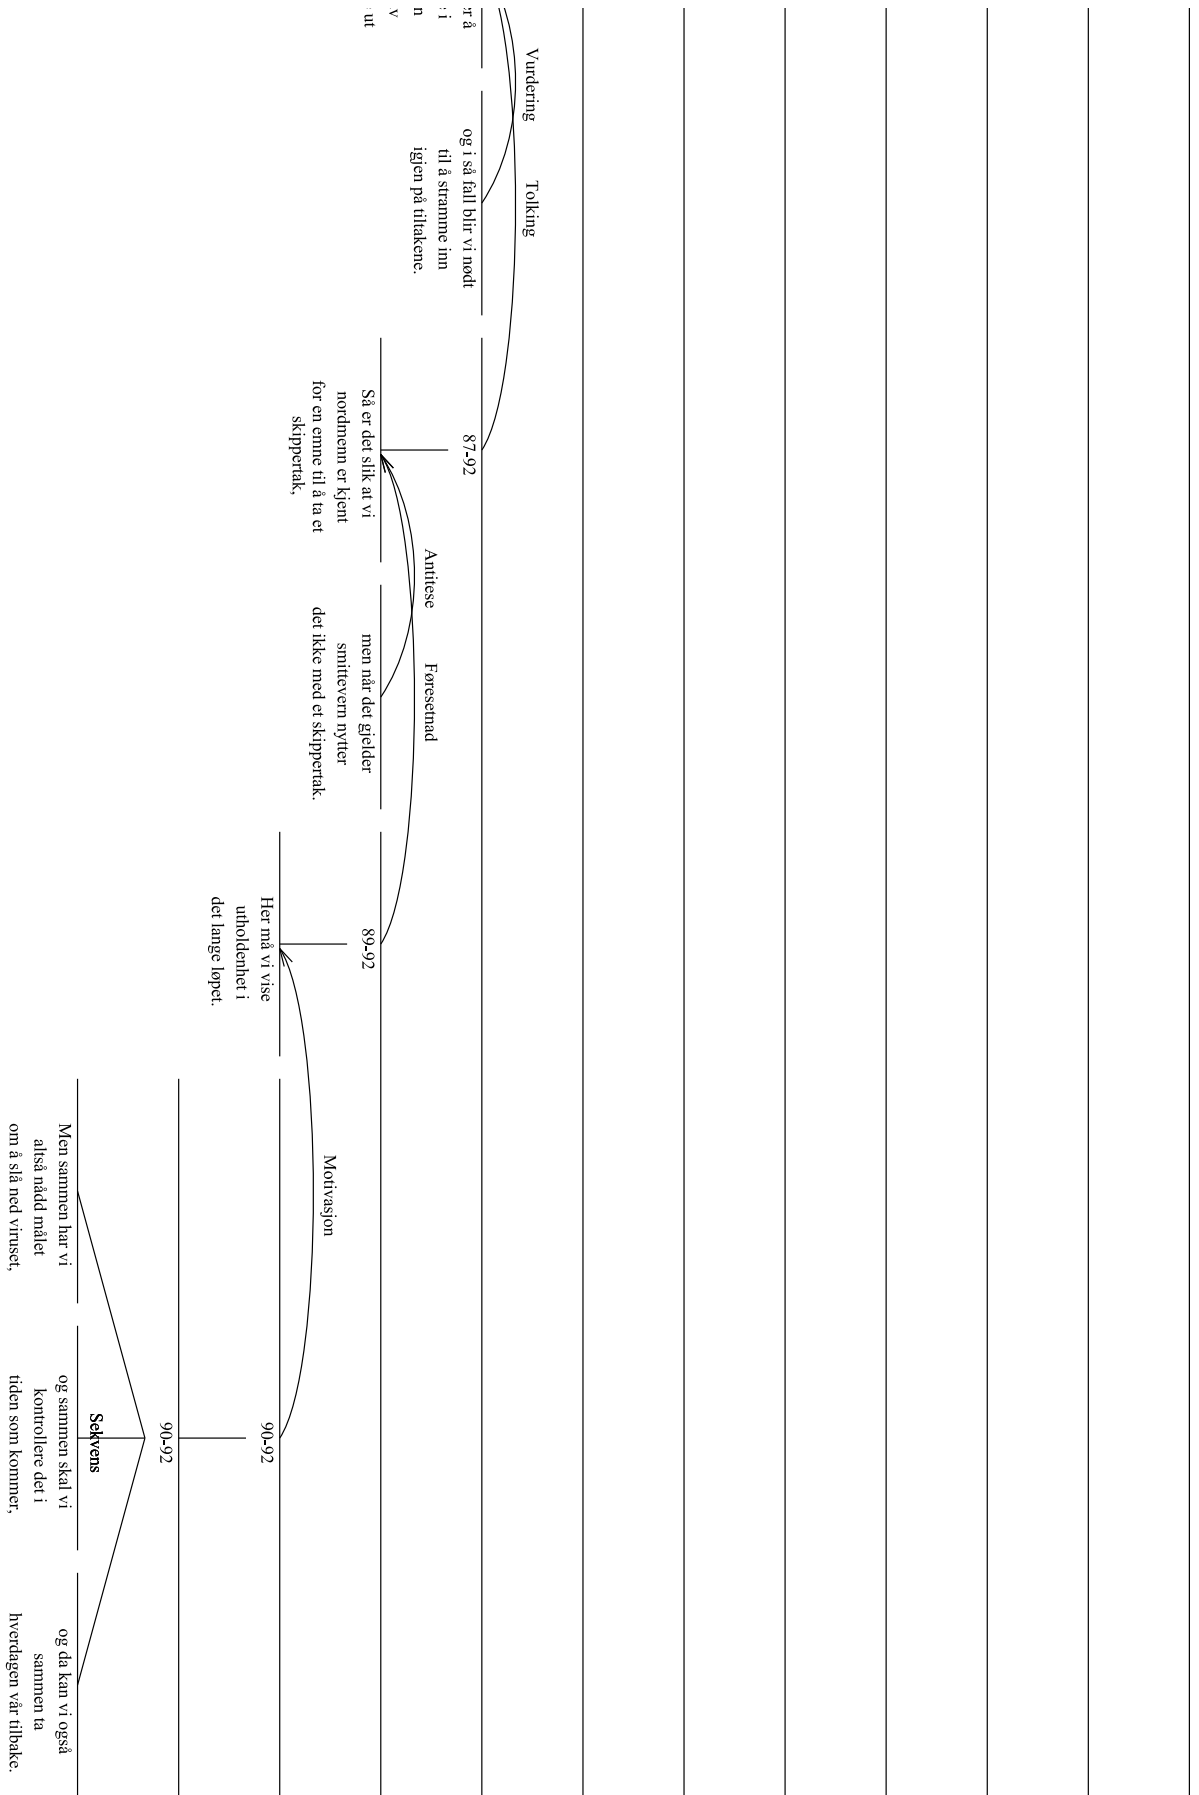 Vurdering
Tolking
og i så fall blir vi nødt
til å stramme inn
igjen på tiltakene.
87-92
Så er det slik at vi
nordmenn er kjent
for en emne til å ta et
skippertak,
Antitese
Føresetnad
men når det gjelder
smittevern nytter
det ikke med et skippertak.
89-92
Her må vi vise
utholdenhet i
det lange løpet.
Motivasjon
90-92
90-92
Sekvens
Men sammen har vi
altså nådd målet
om å slå ned viruset,
og sammen skal vi
kontrollere det i
tiden som kommer,
og da kan vi også
sammen ta
hverdagen vår tilbake.